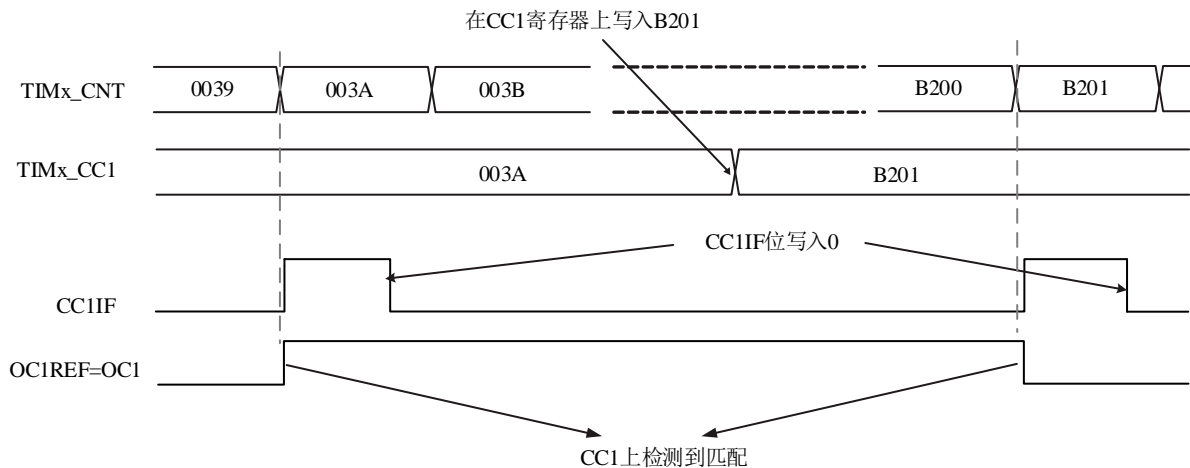 在CC1寄存器上写入B201
TIMx_CNT 0039 003A 003B B200 B201
TIMx_CC1 003A B201
CC1IF位写入0
CC1IF
OC1REF=OC1
CC1上检测到匹配